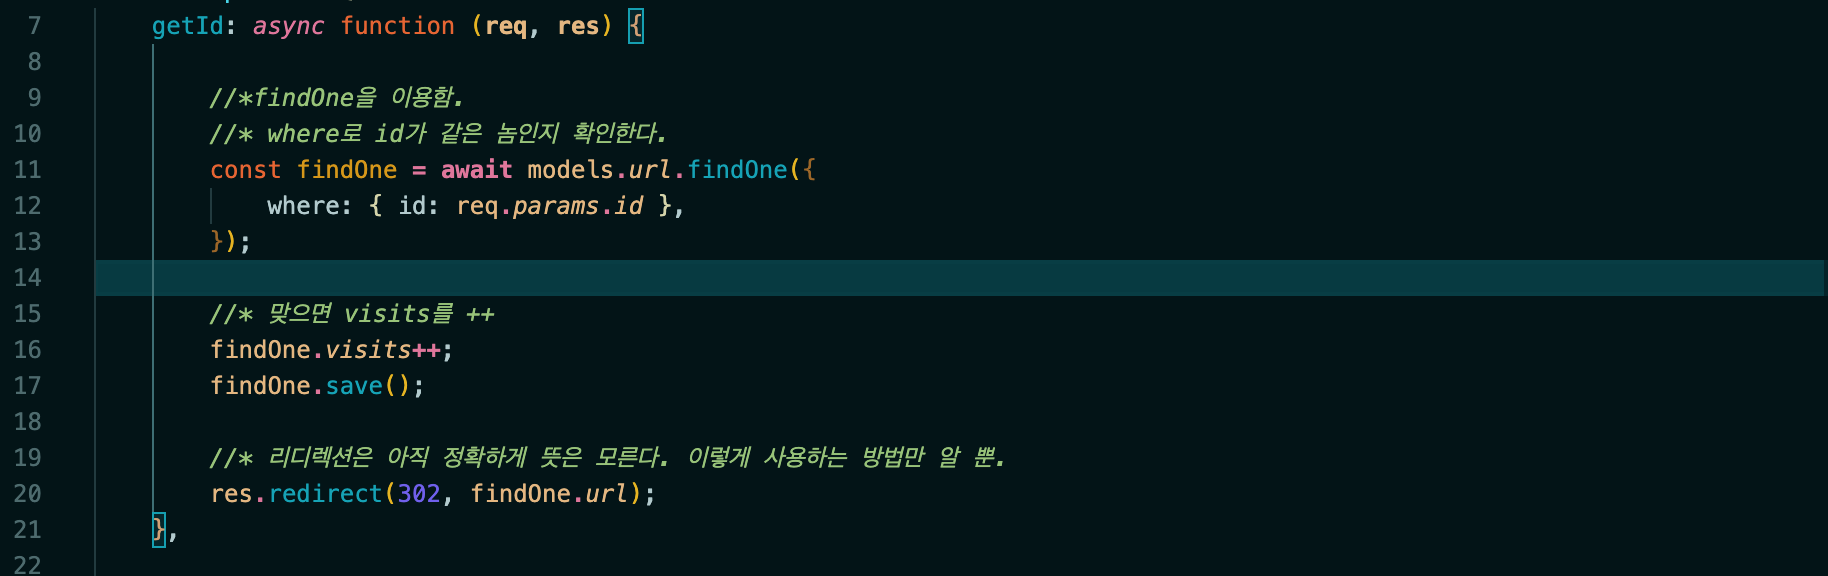 7 getId: async function (req, res) {
8
9 //*findOne을 이용함.
10 //* where로 id가 같은 놈인지 확인한다.
11 const findOne = await models.url.findOne({
12 where: { id: req.params.id },
13 });
14
15 //* 맞으면 visits를 ++
16 findOne.visits++;
17 findOne.save();
18
19 //* 리디렉션은 아직 정확하게 뜻은 모른다. 이렇게 사용하는 방법만 알 뿐.
20 res.redirect(302, findOne.url);
21 },
22